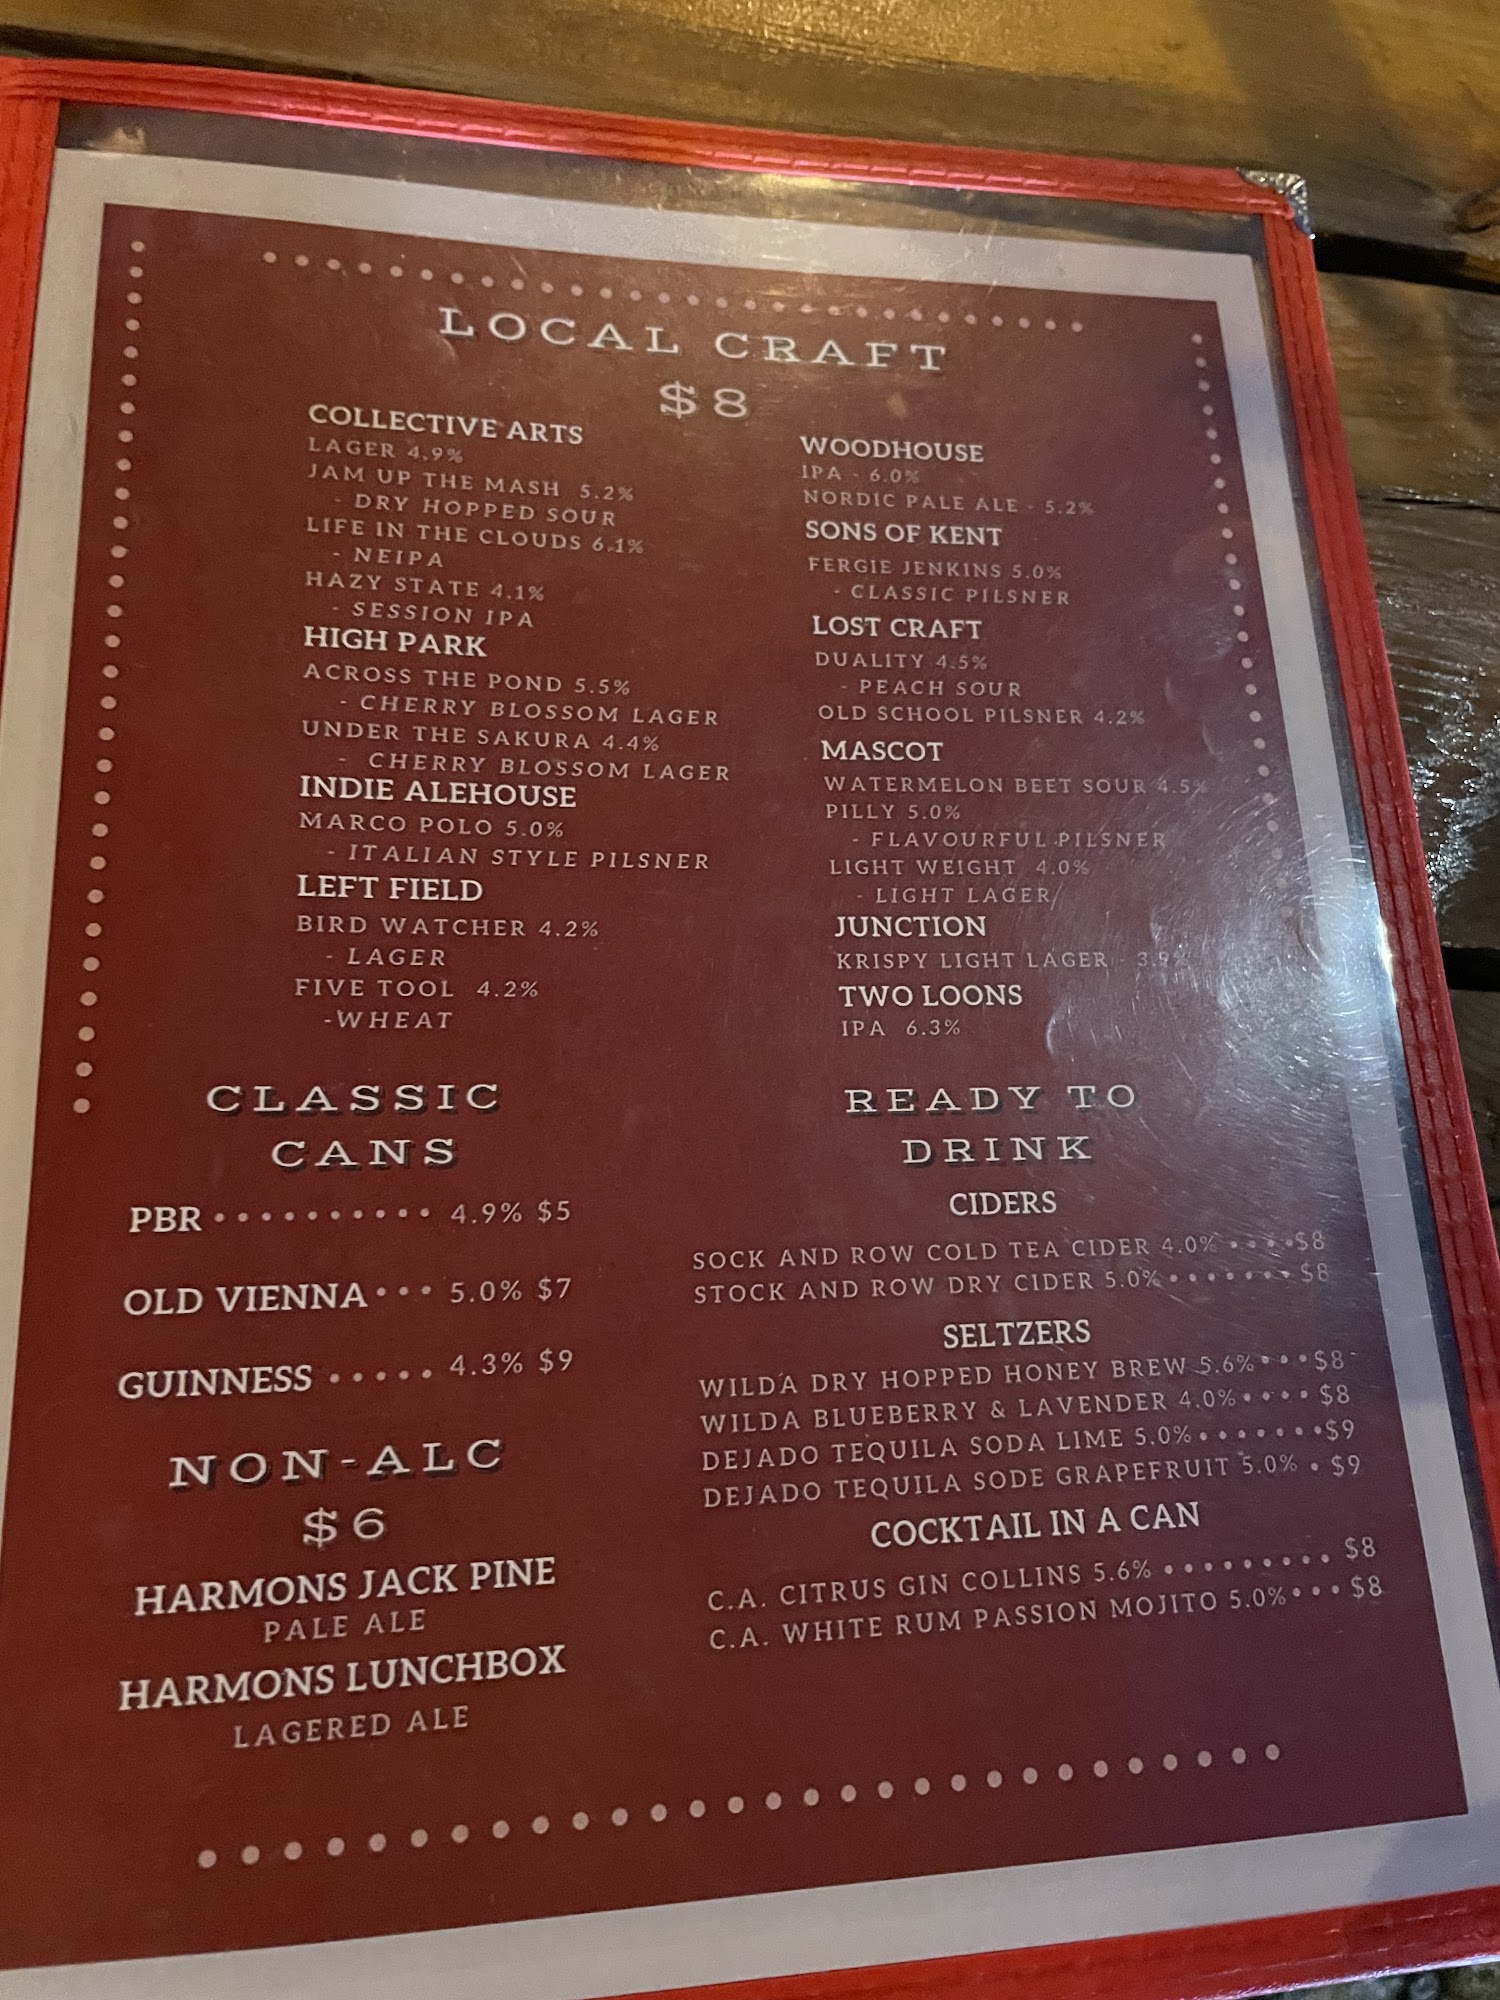 LOCAL CRAFT
$8
COLLECTIVE ARTS
LAGER 4.9%
JAM UP THE MASH 5.2%
- DRY HOPPED SOUR
LIFE IN THE CLOUDS 6.1%
- NEIPA
HAZY STATE 4.1%
- SESSION IPA
HIGH PARK
ACROSS THE POND 5.5%
- CHERRY BLOSSOM LAGER
UNDER THE SAKURA 4.4%
- CHERRY BLOSSOM LAGER
INDIE ALEHOUSE
MARCO POLO 5.0%
- ITALIAN STYLE PILSNER
LEFT FIELD
BIRD WATCHER 4.2%
- LAGER
FIVE TOOL 4.2%
-WHEAT
WOODHOUSE
IPA - 6.0%
NORDIC PALE ALE - 5.2%
SONS OF KENT
FERGIE JENKINS 5.0%
- CLASSIC PILSNER
LOST CRAFT
DUALITY 4.5%
- PEACH SOUR
OLD SCHOOL PILSNER 4.2%
MASCOT
WATERMELON BEET SOUR 4.5%
PILLY 5.0%
- FLAVOURFUL PILSNER
LIGHT WEIGHT 4.0%
- LIGHT LAGER
JUNCTION
KRISPY LIGHT LAGER - 3.9%
TWO LOONS
IPA 6.3%
CLASSIC
CANS
PBR •••••••••• 4.9% $5
OLD VIENNA ••• 5.0% $7
GUINNESS ••••• 4.3% $9
NON-ALC
$6
HARMONS JACK PINE
PALE ALE
HARMONS LUNCHBOX
LAGERED ALE
READY TO
DRINK
CIDERS
SOCK AND ROW COLD TEA CIDER 4.0% •••• $8
STOCK AND ROW DRY CIDER 5.0% ••••••• $8
SELTZERS
WILDA DRY HOPPED HONEY BREW 5.6% ••• $8
WILDA BLUEBERRY & LAVENDER 4.0% •••• $8
DEJADO TEQUILA SODA LIME 5.0% ••••••• $9
DEJADO TEQUILA SODE GRAPEFRUIT 5.0% • $9
COCKTAIL IN A CAN
C.A. CITRUS GIN COLLINS 5.6% ••••••••• $8
C.A. WHITE RUM PASSION MOJITO 5.0% ••• $8